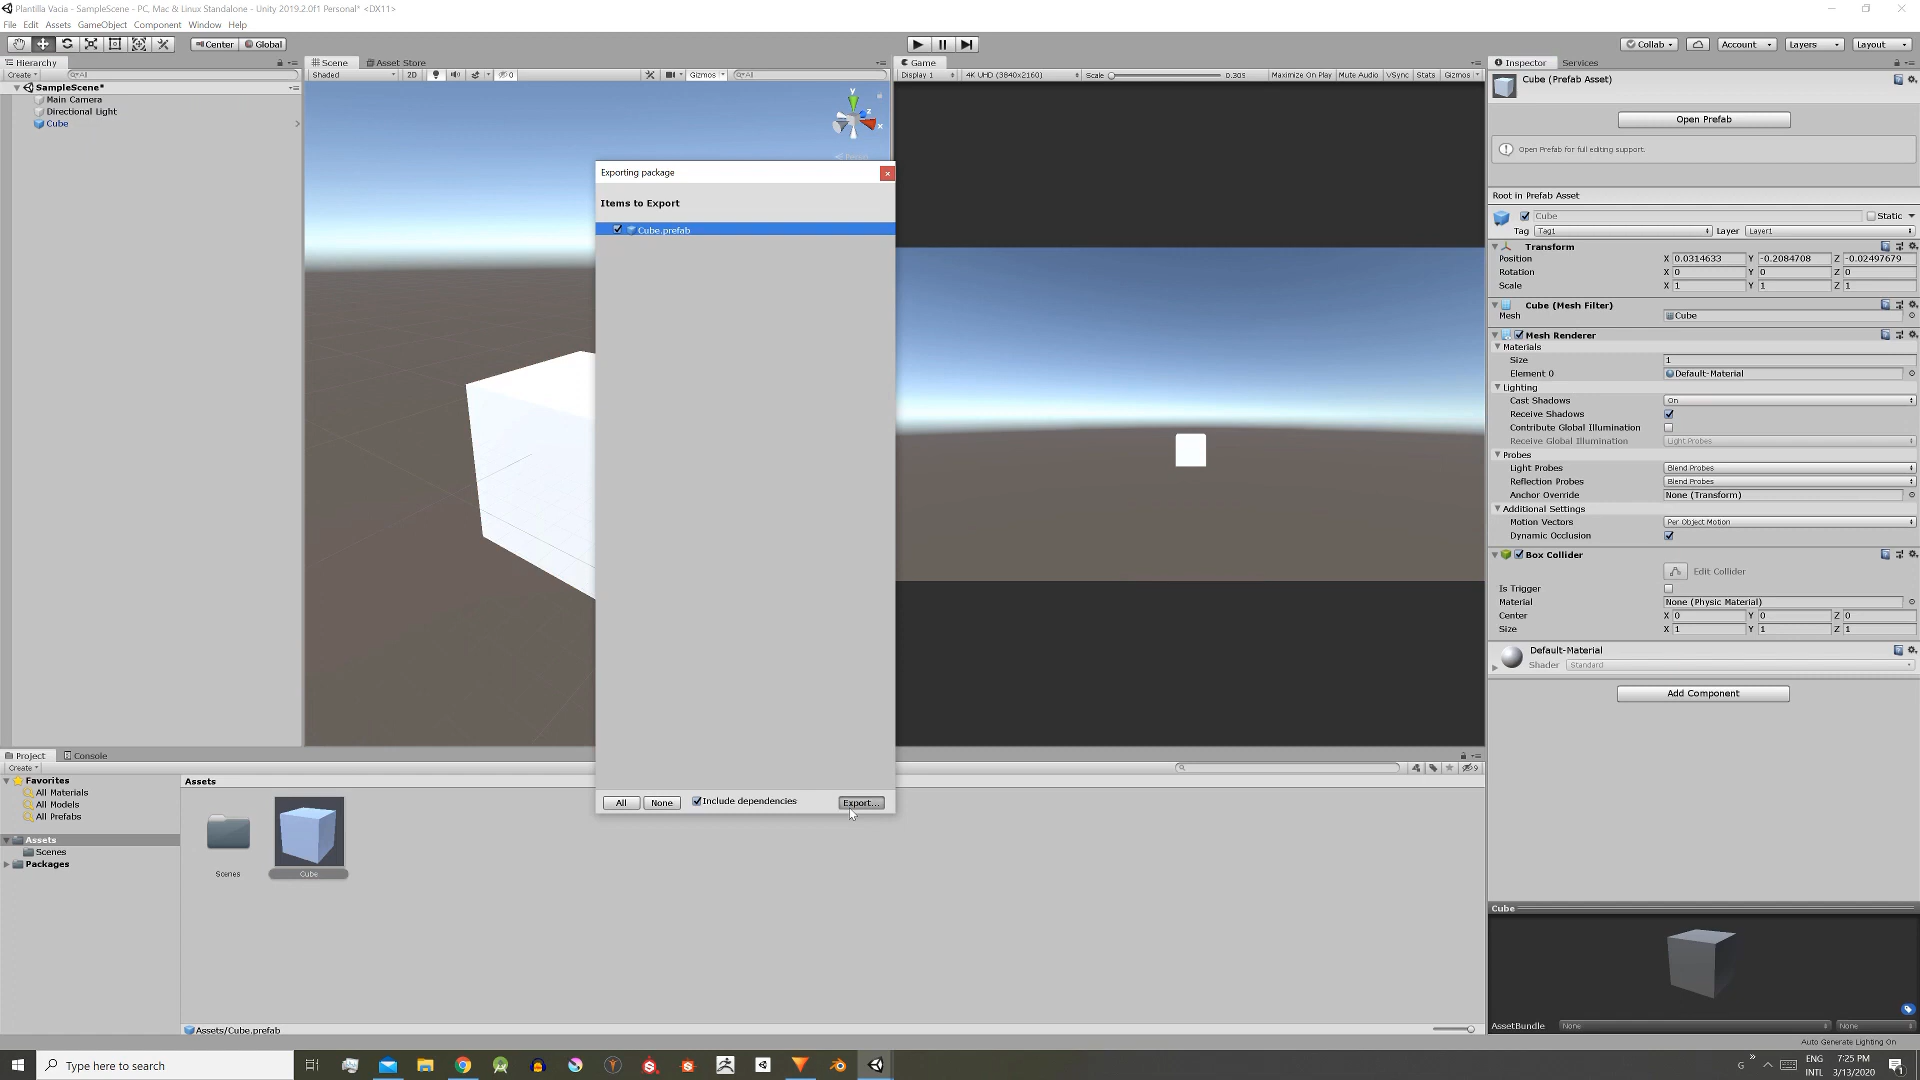 Plantilla Vacia - SampleScene - PC, Mac & Linux Standalone - Unity 2019.2.0f1 Personal* <DX11>
File Edit Assets GameObject Component Window Help
Center Global
Collab Account Layers Layout
Hierarchy
Create All
SampleScene*
Main Camera
Directional Light
Cube
Scene Asset Store
Shaded 2D 0 Gizmos All
y
z
x
Persp
Game
Display 1 4K UHD (3840x2160) Scale 0.30x Maximize On Play Mute Audio VSync Stats Gizmos
Exporting package
Items to Export
Cube.prefab
All None Include dependencies Export...
Inspector Services
Cube (Prefab Asset)
Open Prefab
Open Prefab for full editing support.
Root in Prefab Asset
Cube Static
Tag Tag1 Layer Layer1
Transform
Position X 0.0314633 Y -0.2084708 Z -0.02497679
Rotation X 0 Y 0 Z 0
Scale X 1 Y 1 Z 1
Cube (Mesh Filter)
Mesh Cube
Mesh Renderer
Materials
Size 1
Element 0 Default-Material
Lighting
Cast Shadows On
Receive Shadows
Contribute Global Illumination
Receive Global Illumination Light Probes
Probes
Light Probes Blend Probes
Reflection Probes Blend Probes
Anchor Override None (Transform)
Additional Settings
Motion Vectors Per Object Motion
Dynamic Occlusion
Box Collider
Edit Collider
Is Trigger
Material None (Physic Material)
Center X 0 Y 0 Z 0
Size X 1 Y 1 Z 1
Default-Material
Shader Standard
Add Component
Cube
AssetBundle None None
Auto Generate Lighting On
Project Console
Create
9
Favorites
All Materials
All Models
All Prefabs
Assets
Scenes
Packages
Assets
Scenes
Cube
Assets/Cube.prefab
Type here to search
ENG
INTL
7:25 PM
3/13/2020
1